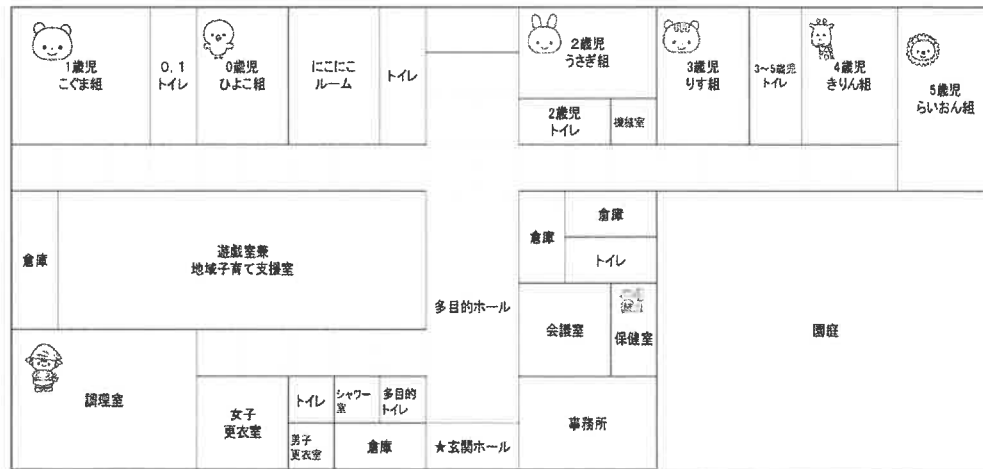 1歳児
こぐま組
0,1
トイレ
0歳児
ひよこ組
にこにこ
ルーム
トイレ
2歳児
うさぎ組
2歳児
トイレ
機械室
3歳児
りす組
3~5歳児
トイレ
4歳児
きりん組
5歳児
らいおん組
倉庫
遊戯室兼
地域子育て支援室
多目的ホール
倉庫
倉庫
トイレ
会議室
保健室
園庭
調理室
女子
更衣室
トイレ
シャワー
室
多目的
トイレ
男子
更衣室
倉庫
★玄関ホール
事務所